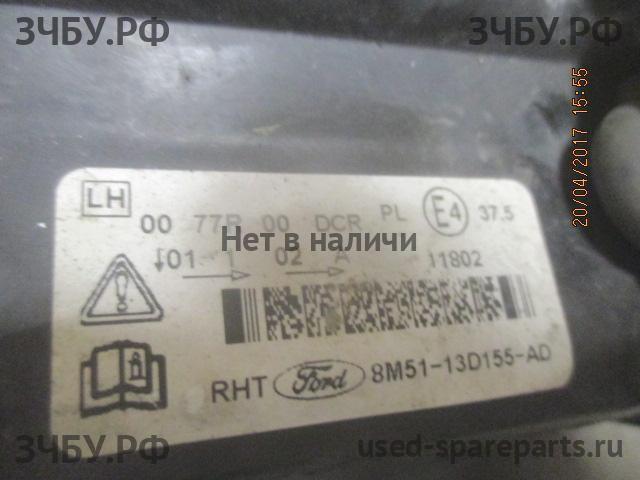 ЗЧБУ.РФ
ЗЧБУ.РФ
20/04/2017 15:55
LH
00 77R 00 DCR PL E4 37.5
Нет в наличи
01 02 A 11802
RHT Ford 8M51-13D155-AD
ЗЧБУ.РФ
used-spareparts.ru